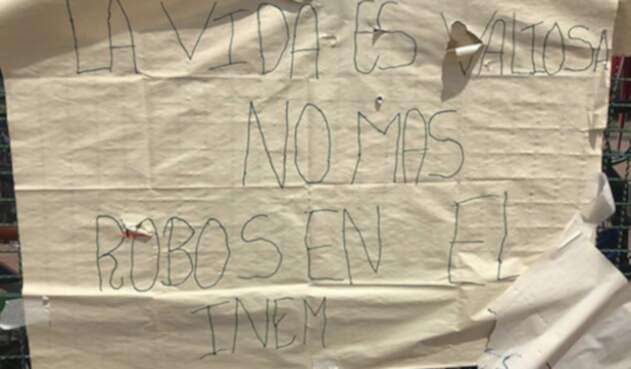 LA VIDA ES VALIOSA
NO MAS
ROBOS EN El
INEM